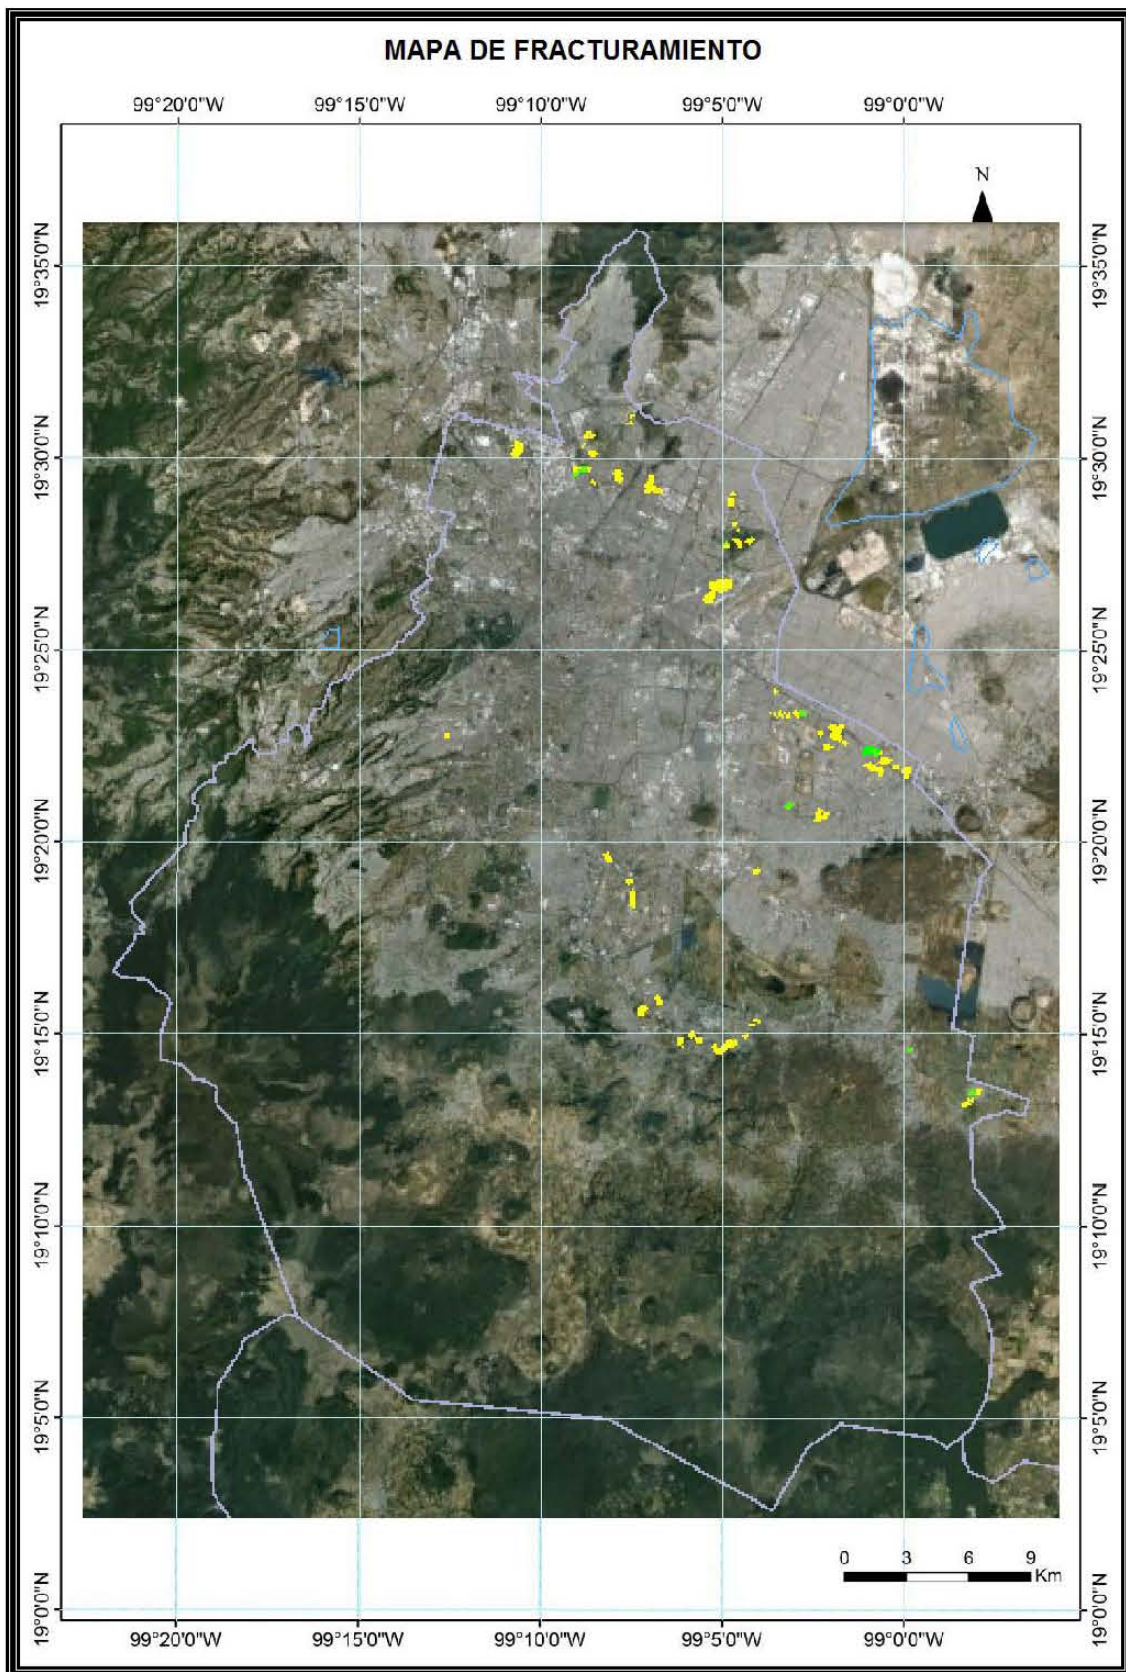 MAPA DE FRACTURAMIENTO
99°20'0"W 99°15'0"W 99°10'0"W 99°5'0"W 99°0'0"W
N
19°35'0"N 19°35'0"N
19°30'0"N 19°30'0"N
19°25'0"N 19°25'0"N
19°20'0"N 19°20'0"N
19°15'0"N 19°15'0"N
19°10'0"N 19°10'0"N
19°5'0"N 19°5'0"N
0 3 6 9
Km
19°0'0"N 19°0'0"N
99°20'0"W 99°15'0"W 99°10'0"W 99°5'0"W 99°0'0"W